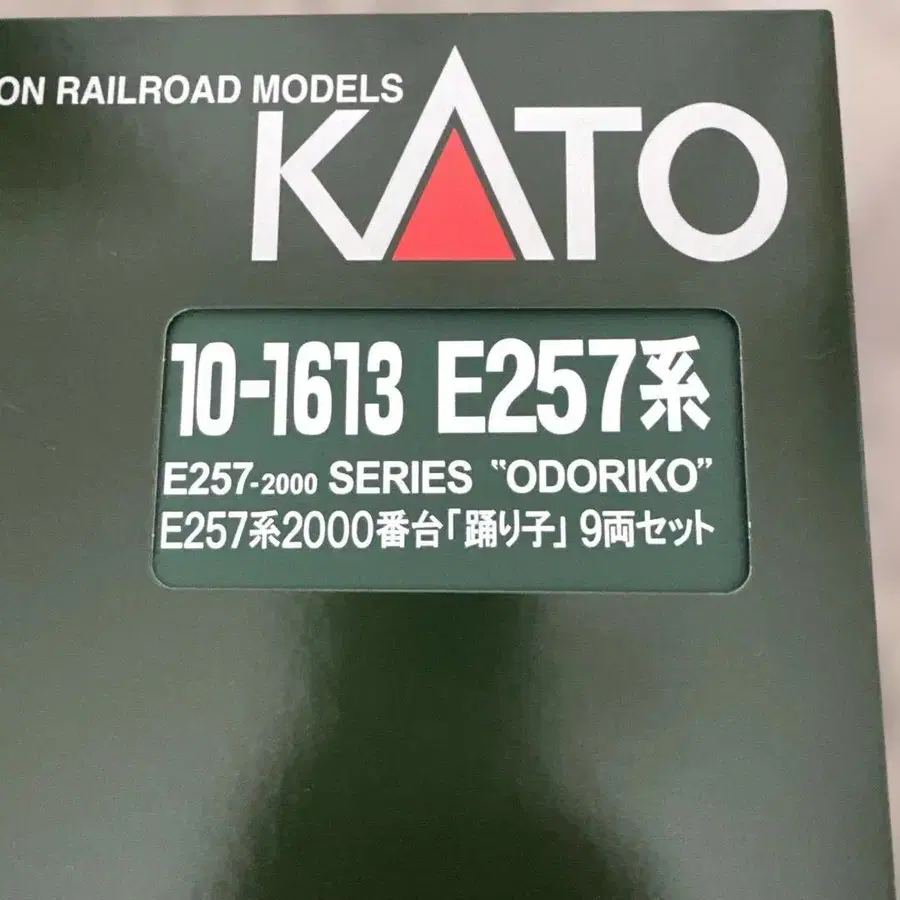 ON RAILROAD MODELS
KATO
10-1613 E257系
E257-2000 SERIES “ODORIKO”
E257系2000番台「踊り子」9両セット